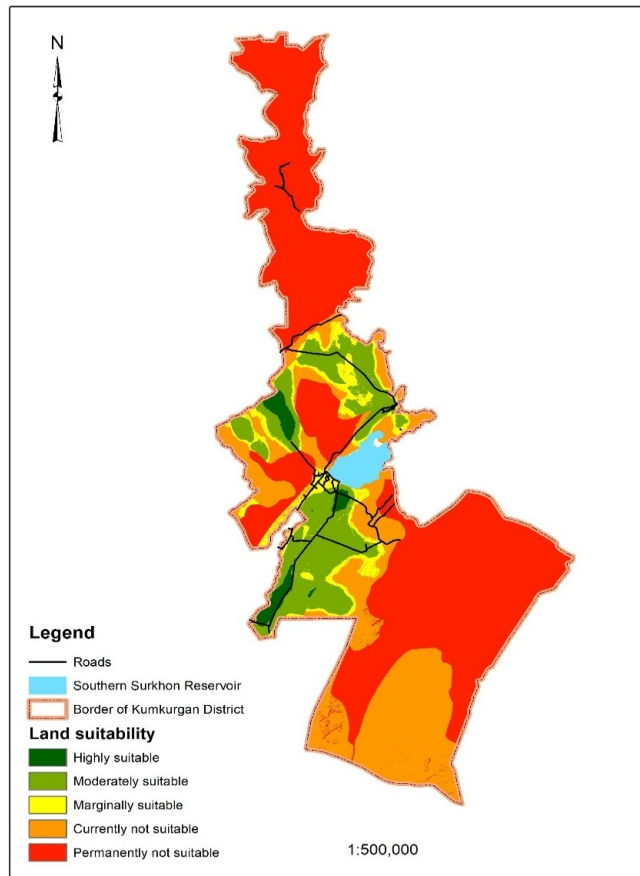 N
Legend
Roads
Southern Surkhon Reservoir
Border of Kumkurgan District
Land suitability
Highly suitable
Moderately suitable
Marginally suitable
Currently not suitable
Permanently not suitable
1:500,000